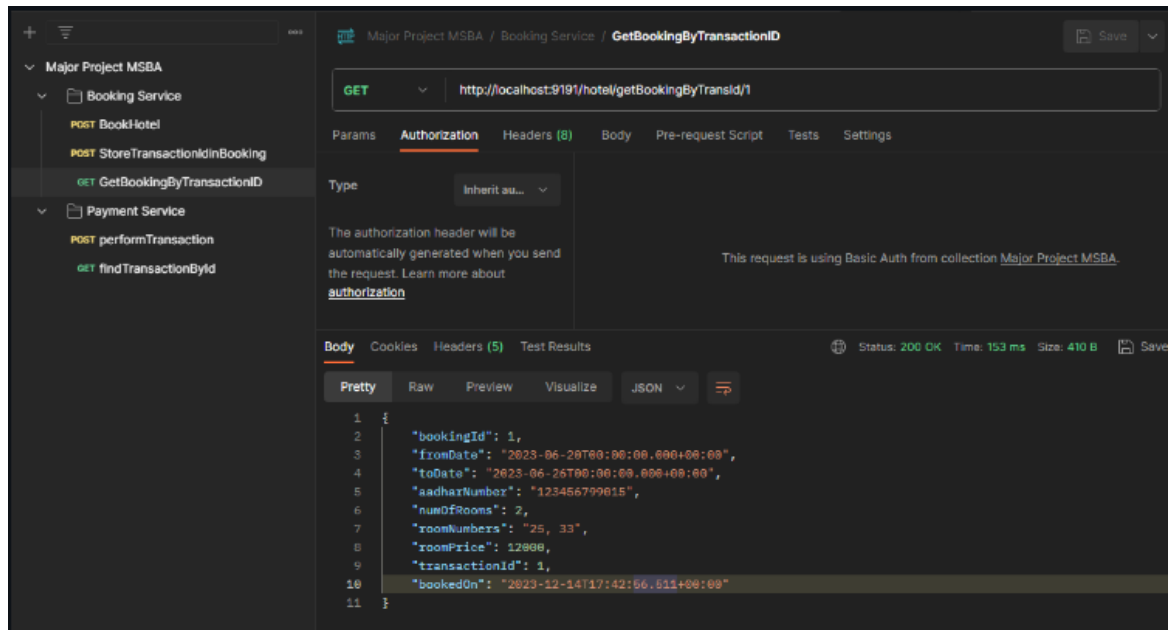 Major Project MSBA
Booking Service
POST BookHotel
POST StoreTransactionIdinBooking
GET GetBookingByTransactionID
Payment Service
POST performTransaction
GET findTransactionById
HTTP Major Project MSBA / Booking Service / GetBookingByTransactionID
Save
GET http://localhost:9191/hotel/getBookingByTransId/1
Params Authorization Headers (8) Body Pre-request Script Tests Settings
Type Inherit au...
The authorization header will be
automatically generated when you send
the request. Learn more about
authorization
This request is using Basic Auth from collection Major Project MSBA.
Body Cookies Headers (5) Test Results Status: 200 OK Time: 153 ms Size: 410 B Save
Pretty Raw Preview Visualize JSON
1 {
2 "bookingId": 1,
3 "fromDate": "2023-06-20T00:00:00.000+00:00",
4 "toDate": "2023-06-26T00:00:00.000+00:00",
5 "aadharNumber": "123456799015",
6 "numOfRooms": 2,
7 "roomNumbers": "25, 33",
8 "roomPrice": 12000,
9 "transactionId": 1,
10 "bookedOn": "2023-12-14T17:42:56.511+00:00"
11 }